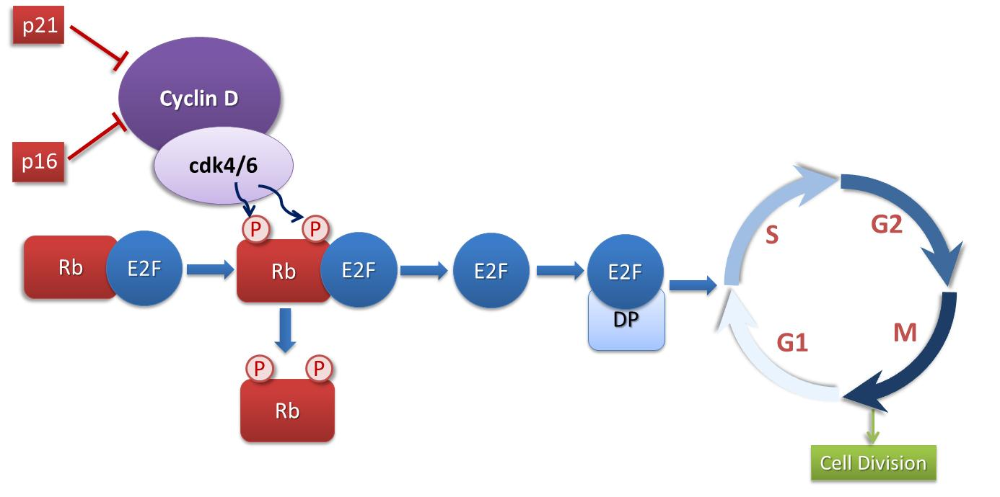 p21
Cyclin D
p16
cdk4/6
P
P
Rb
E2F
Rb
E2F
E2F
E2F
DP
P
P
Rb
S
G2
G1
M
Cell Division